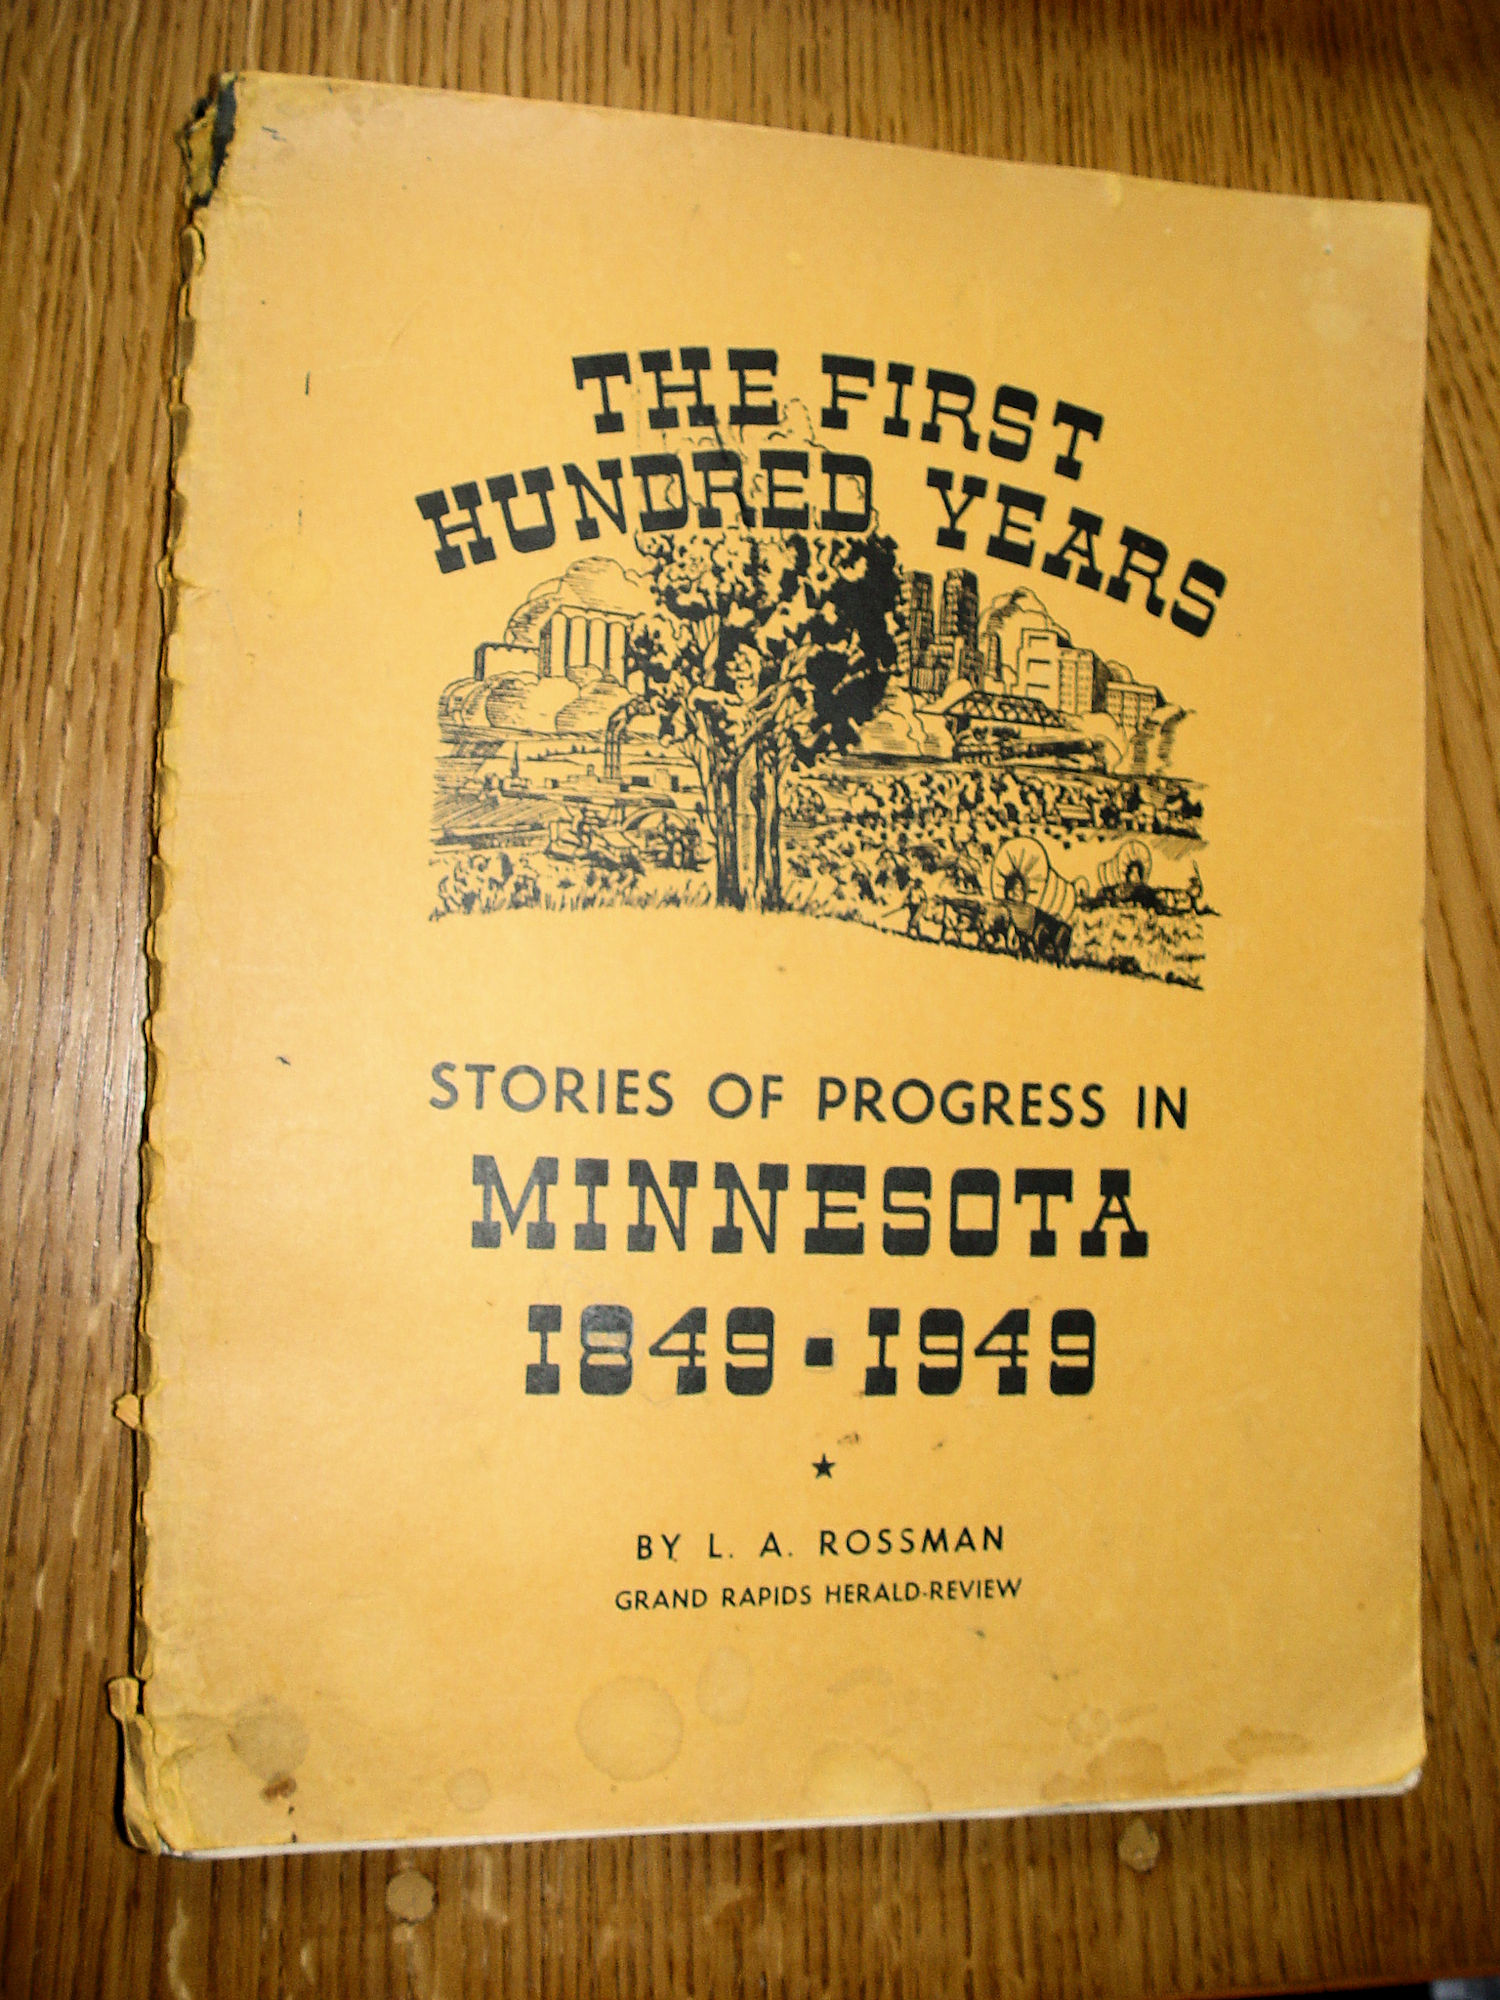 THE FIRST
HUNDRED YEARS
STORIES OF PROGRESS IN
MINNESOTA
1849 ▪ 1949
★
BY L. A. ROSSMAN
GRAND RAPIDS HERALD-REVIEW